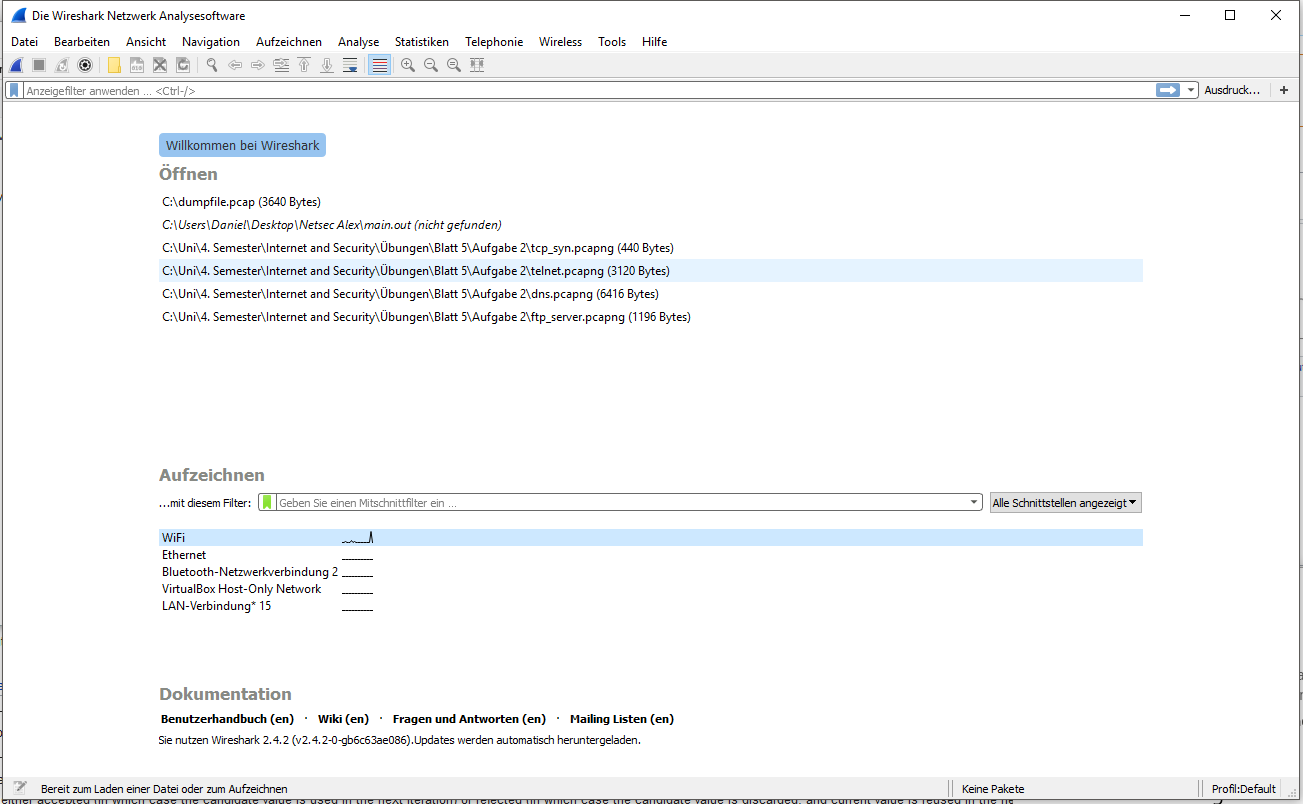 Die Wireshark Netzwerk Analysesoftware
Datei Bearbeiten Ansicht Navigation Aufzeichnen Analyse Statistiken Telephonie Wireless Tools Hilfe
Anzeigefilter anwenden ... <Ctrl-/> Ausdruck... +
Willkommen bei Wireshark
Öffnen
C:\dumpfile.pcap (3640 Bytes)
C:\Users\Daniel\Desktop\Netsec Alex\main.out (nicht gefunden)
C:\Uni\4. Semester\Internet and Security\Übungen\Blatt 5\Aufgabe 2\tcp_syn.pcapng (440 Bytes)
C:\Uni\4. Semester\Internet and Security\Übungen\Blatt 5\Aufgabe 2\telnet.pcapng (3120 Bytes)
C:\Uni\4. Semester\Internet and Security\Übungen\Blatt 5\Aufgabe 2\dns.pcapng (6416 Bytes)
C:\Uni\4. Semester\Internet and Security\Übungen\Blatt 5\Aufgabe 2\ftp_server.pcapng (1196 Bytes)
Aufzeichnen
...mit diesem Filter: Geben Sie einen Mitschnittfilter ein ... Alle Schnittstellen angezeigt
WiFi
Ethernet
Bluetooth-Netzwerkverbindung 2
VirtualBox Host-Only Network
LAN-Verbindung* 15
Dokumentation
Benutzerhandbuch (en) · Wiki (en) · Fragen und Antworten (en) · Mailing Listen (en)
Sie nutzen Wireshark 2.4.2 (v2.4.2-0-gb6c63ae086).Updates werden automatisch heruntergeladen.
Bereit zum Laden einer Datei oder zum Aufzeichnen Keine Pakete Profil:Default